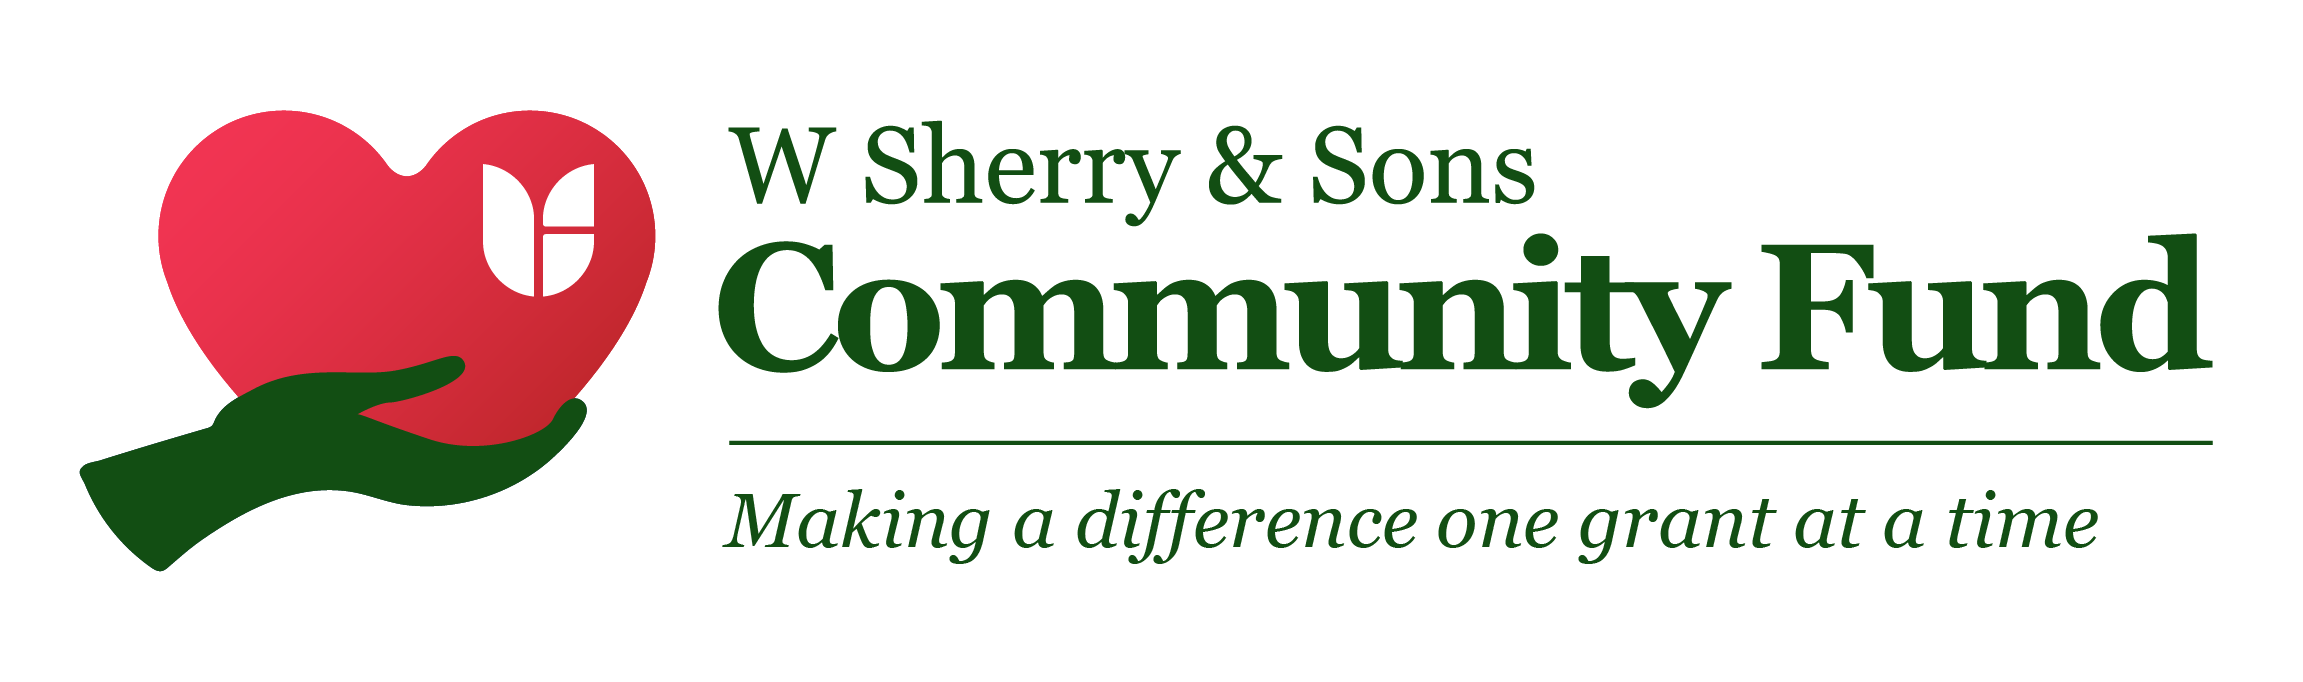 W Sherry & Sons
Community Fund
Making a difference one grant at a time